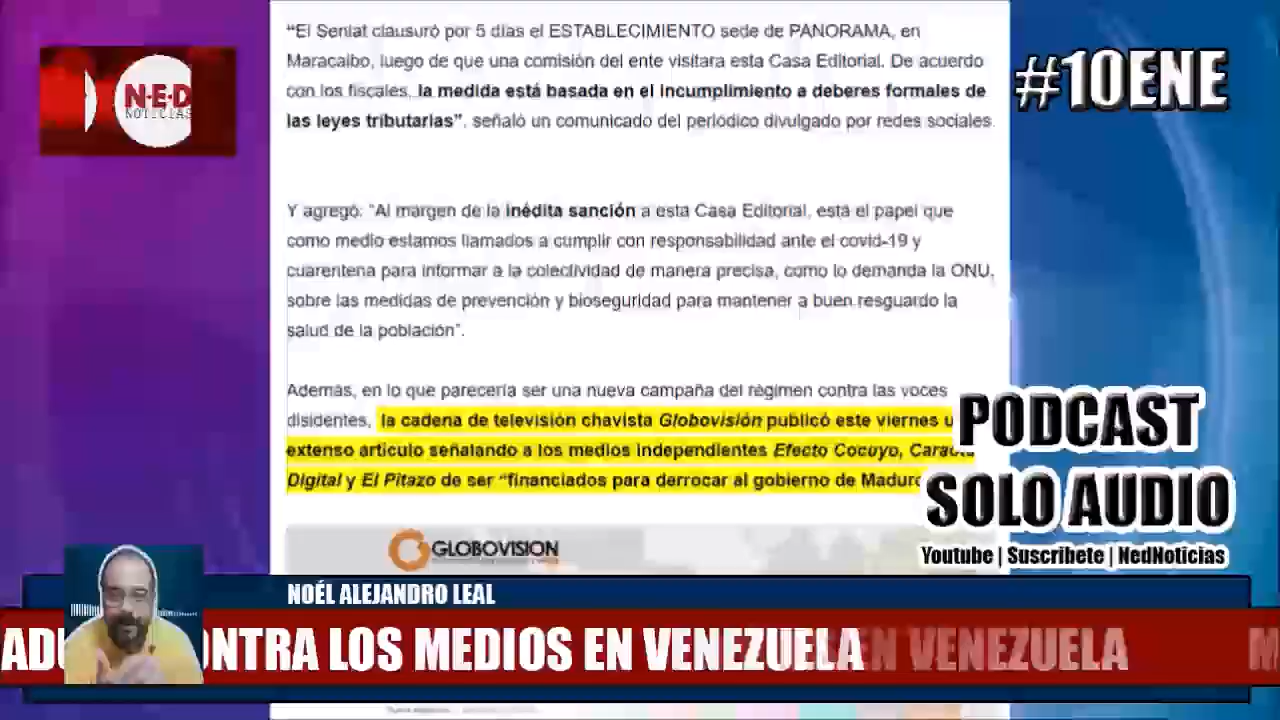 “El Seniat clausuró por 5 días el ESTABLECIMIENTO sede de PANORAMA, en
Maracaibo, luego de que una comisión del ente visitara esta Casa Editorial. De acuerdo
con los fiscales, la medida está basada en el incumplimiento a deberes formales de
las leyes tributarias”, señaló un comunicado del periódico divulgado por redes sociales.
Y agregó: “Al margen de la inédita sanción a esta Casa Editorial, está el papel que
como medio estamos llamados a cumplir con responsabilidad ante el covid-19 y
cuarentena para informar a la colectividad de manera precisa, como lo demanda la ONU,
sobre las medidas de prevención y bioseguridad para mantener a buen resguardo la
salud de la población”.
Además, en lo que parecería ser una nueva campaña del régimen contra las voces
disidentes, la cadena de televisión chavista Globovisión publicó este viernes u
extenso artículo señalando a los medios independientes Efecto Cocuyo, Caraota
Digital y El Pitazo de ser “financiados para derrocar al gobierno de Maduro
GLOBOVISION
N·E·D
NOTICIAS
#10ENE
PODCAST
SOLO AUDIO
Youtube | Suscribete | NedNoticias
NOÉL ALEJANDRO LEAL
ADU ONTRA LOS MEDIOS EN VENEZUELA EN VENEZUELA M